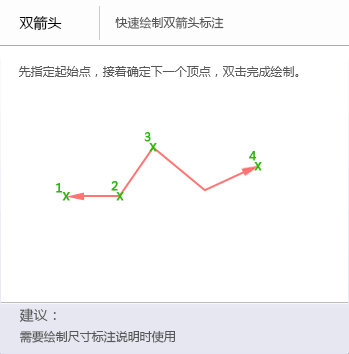 双箭头
快速绘制双箭头标注
先指定起始点，接着确定下一个顶点，双击完成绘制。
3
4
1
2
建议：
需要绘制尺寸标注说明时使用